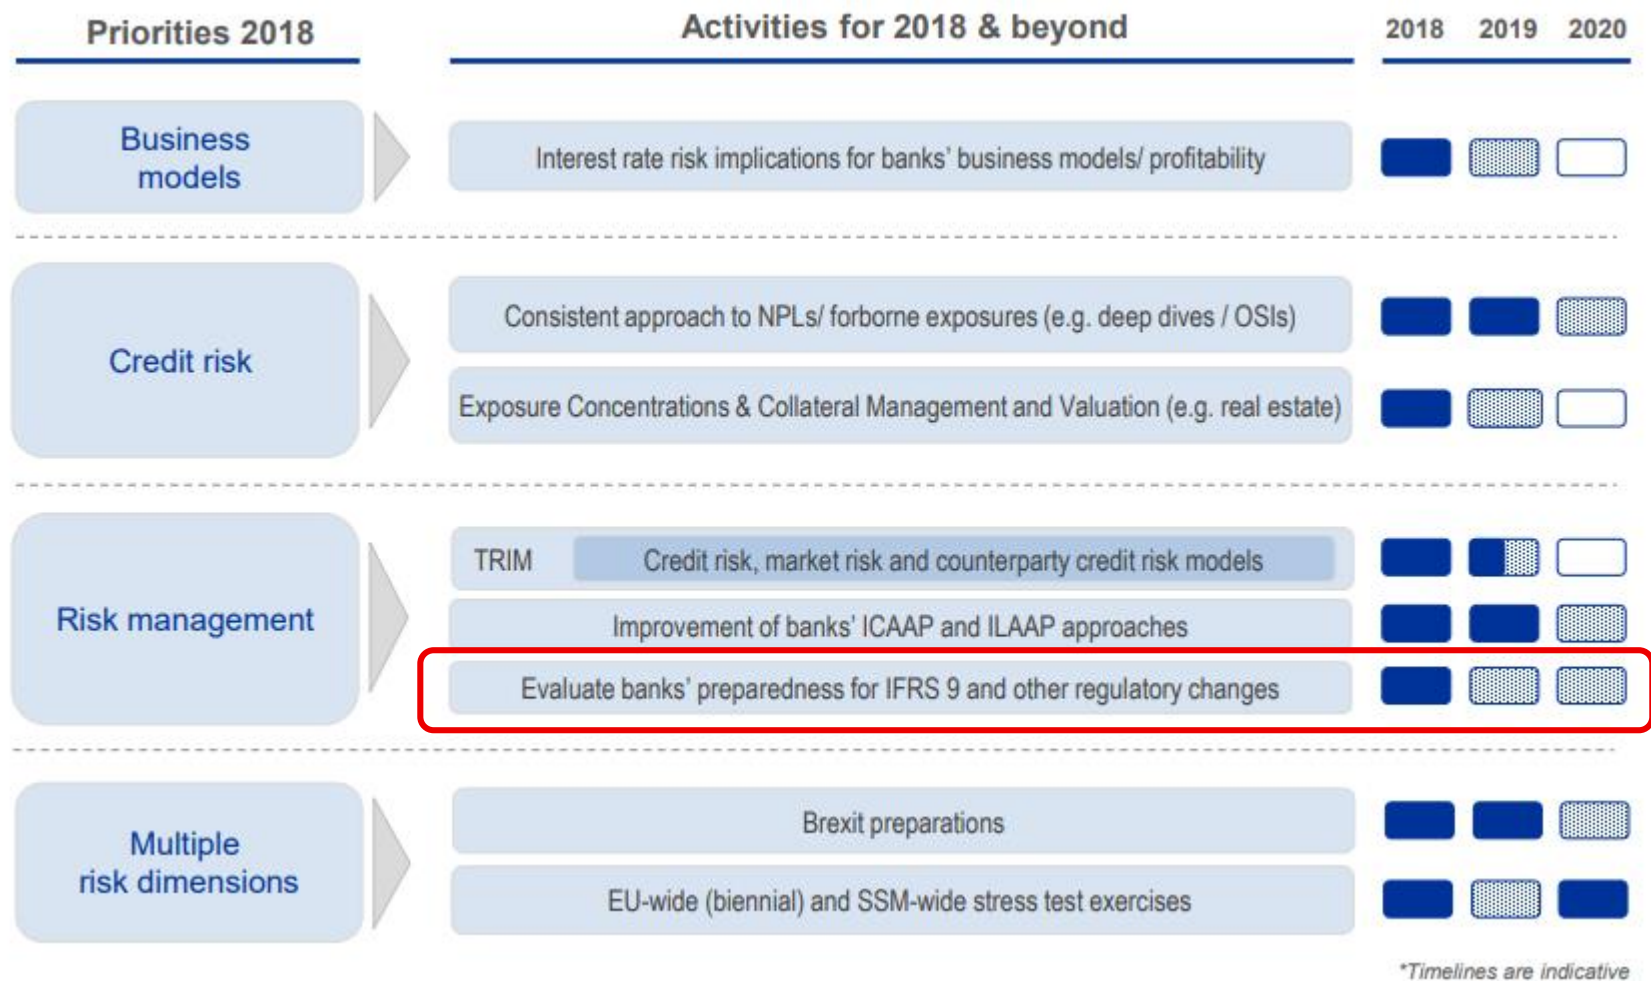 Priorities 2018
Activities for 2018 & beyond
2018 2019 2020
Business
models
Interest rate risk implications for banks' business models/ profitability
Credit risk
Consistent approach to NPLs/ forborne exposures (e.g. deep dives / OSIs)
Exposure Concentrations & Collateral Management and Valuation (e.g. real estate)
Risk management
TRIM Credit risk, market risk and counterparty credit risk models
Improvement of banks' ICAAP and ILAAP approaches
Evaluate banks' preparedness for IFRS 9 and other regulatory changes
Multiple
risk dimensions
Brexit preparations
EU-wide (biennial) and SSM-wide stress test exercises
*Timelines are indicative